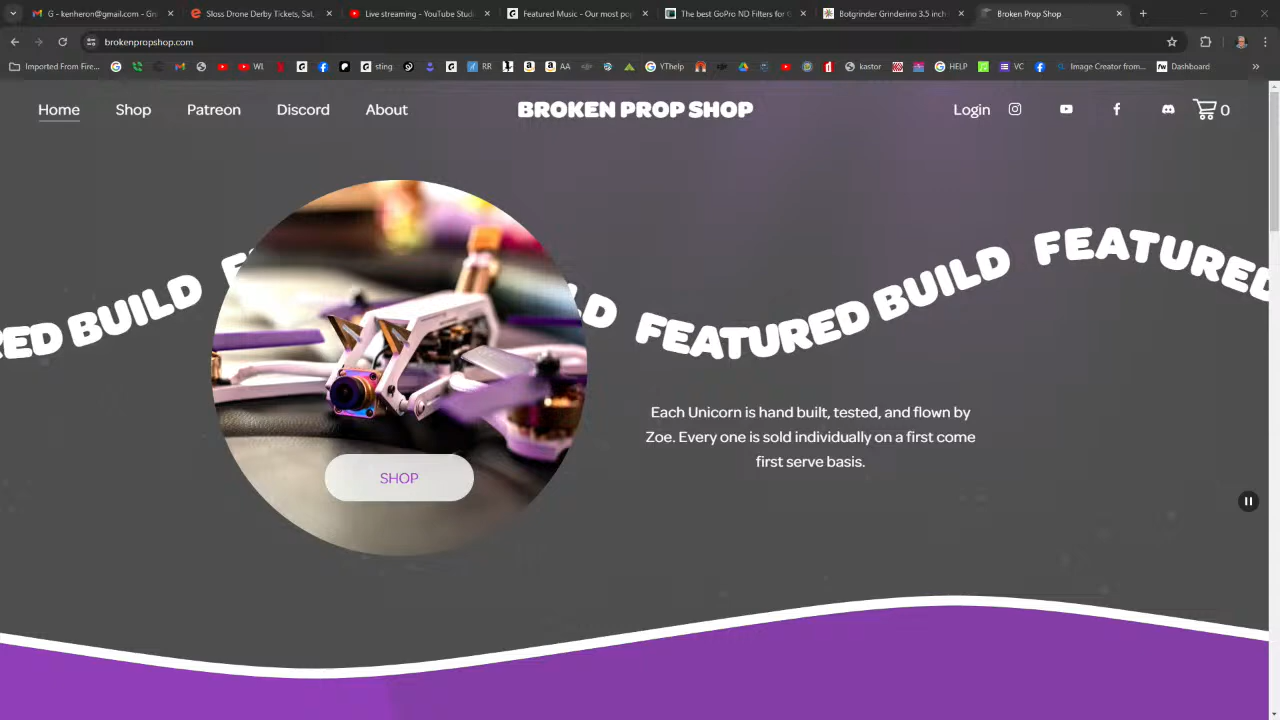 G - kenheren@gmail.com - G
Sloss Drone Derby Tickets, Sat
Live streaming - YouTube Studi
Featured Music - Our most pop
The best GoPro ND Filters for G
Botgrinder Grinderino 3.5 inch
Broken Prop Shop
brokenpropshop.com
Imported From Fire...
WL
sting
RR
AA
YThelp
kastor
HELP
VC
Image Creator from...
Dashboard
Home
Shop
Patreon
Discord
About
BROKEN PROP SHOP
Login
0
RED BUILD F LD FEATURED BUILD FEATURED
Each Unicorn is hand built, tested, and flown by
Zoe. Every one is sold individually on a first come
first serve basis.
SHOP